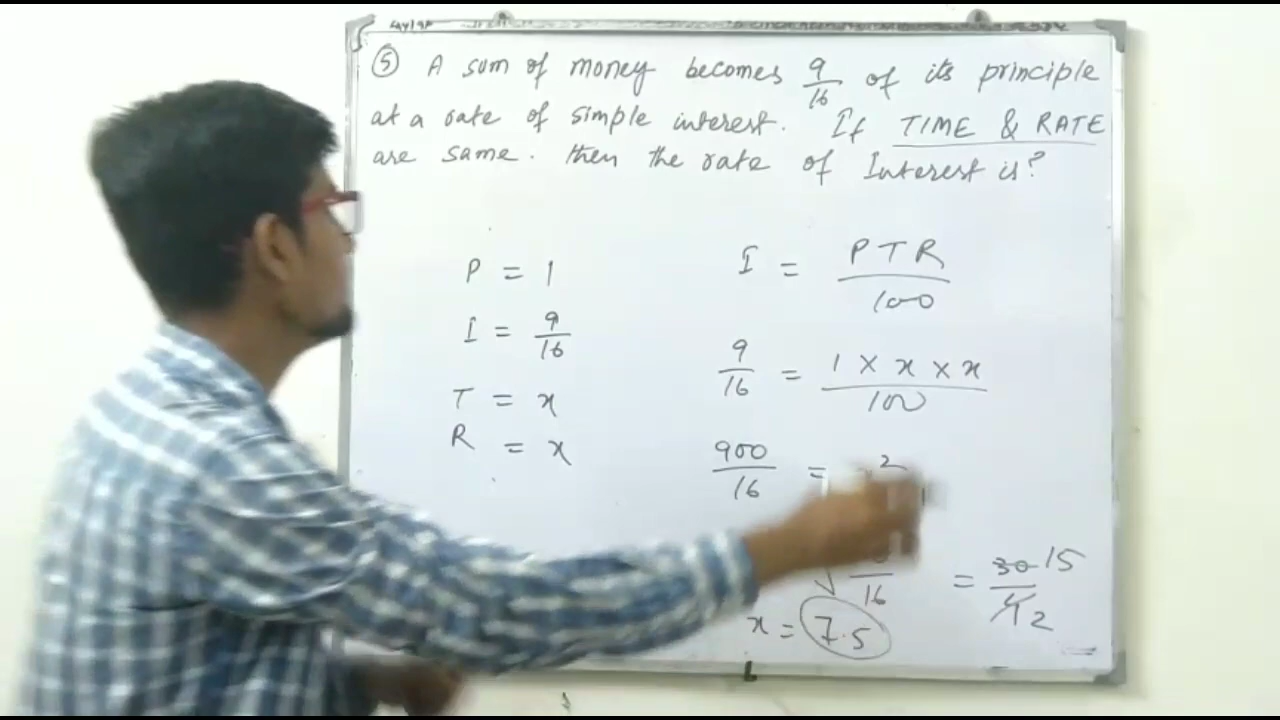 ⑤ A sum of money becomes 9/16 of its principle
at a rate of simple interest. If TIME & RATE
are same. then the rate of Interest is?
P = 1
I = 9/16
T = x
R = x
I = PTR/100
9/16 = 1 × x × x/100
900/16 = 2
√ /16 = 30 15/4 2
x = 7.5